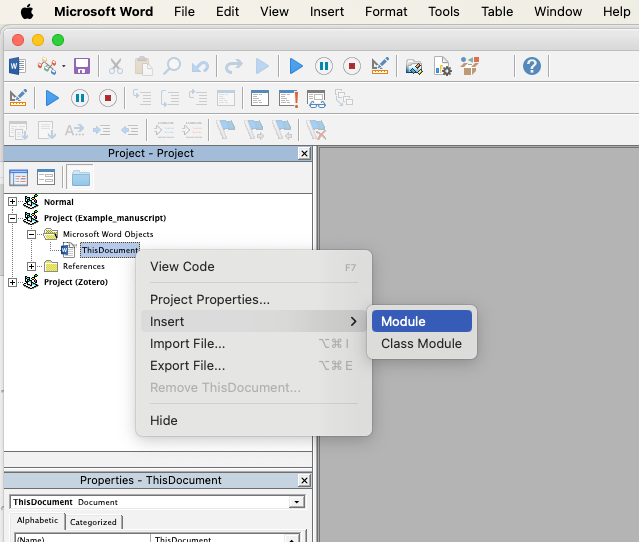 Microsoft Word File Edit View Insert Format Tools Table Window Help
Project - Project
Normal
Project (Example_manuscript)
Microsoft Word Objects
ThisDocument
References
Project (Zotero)
View Code F7
Project Properties...
Insert
Module
Import File... ⌥⌘ I
Class Module
Export File... ⌥⌘ E
Remove ThisDocument...
Hide
Properties - ThisDocument
ThisDocument Document
Alphabetic Categorized
(Name) ThisDocument